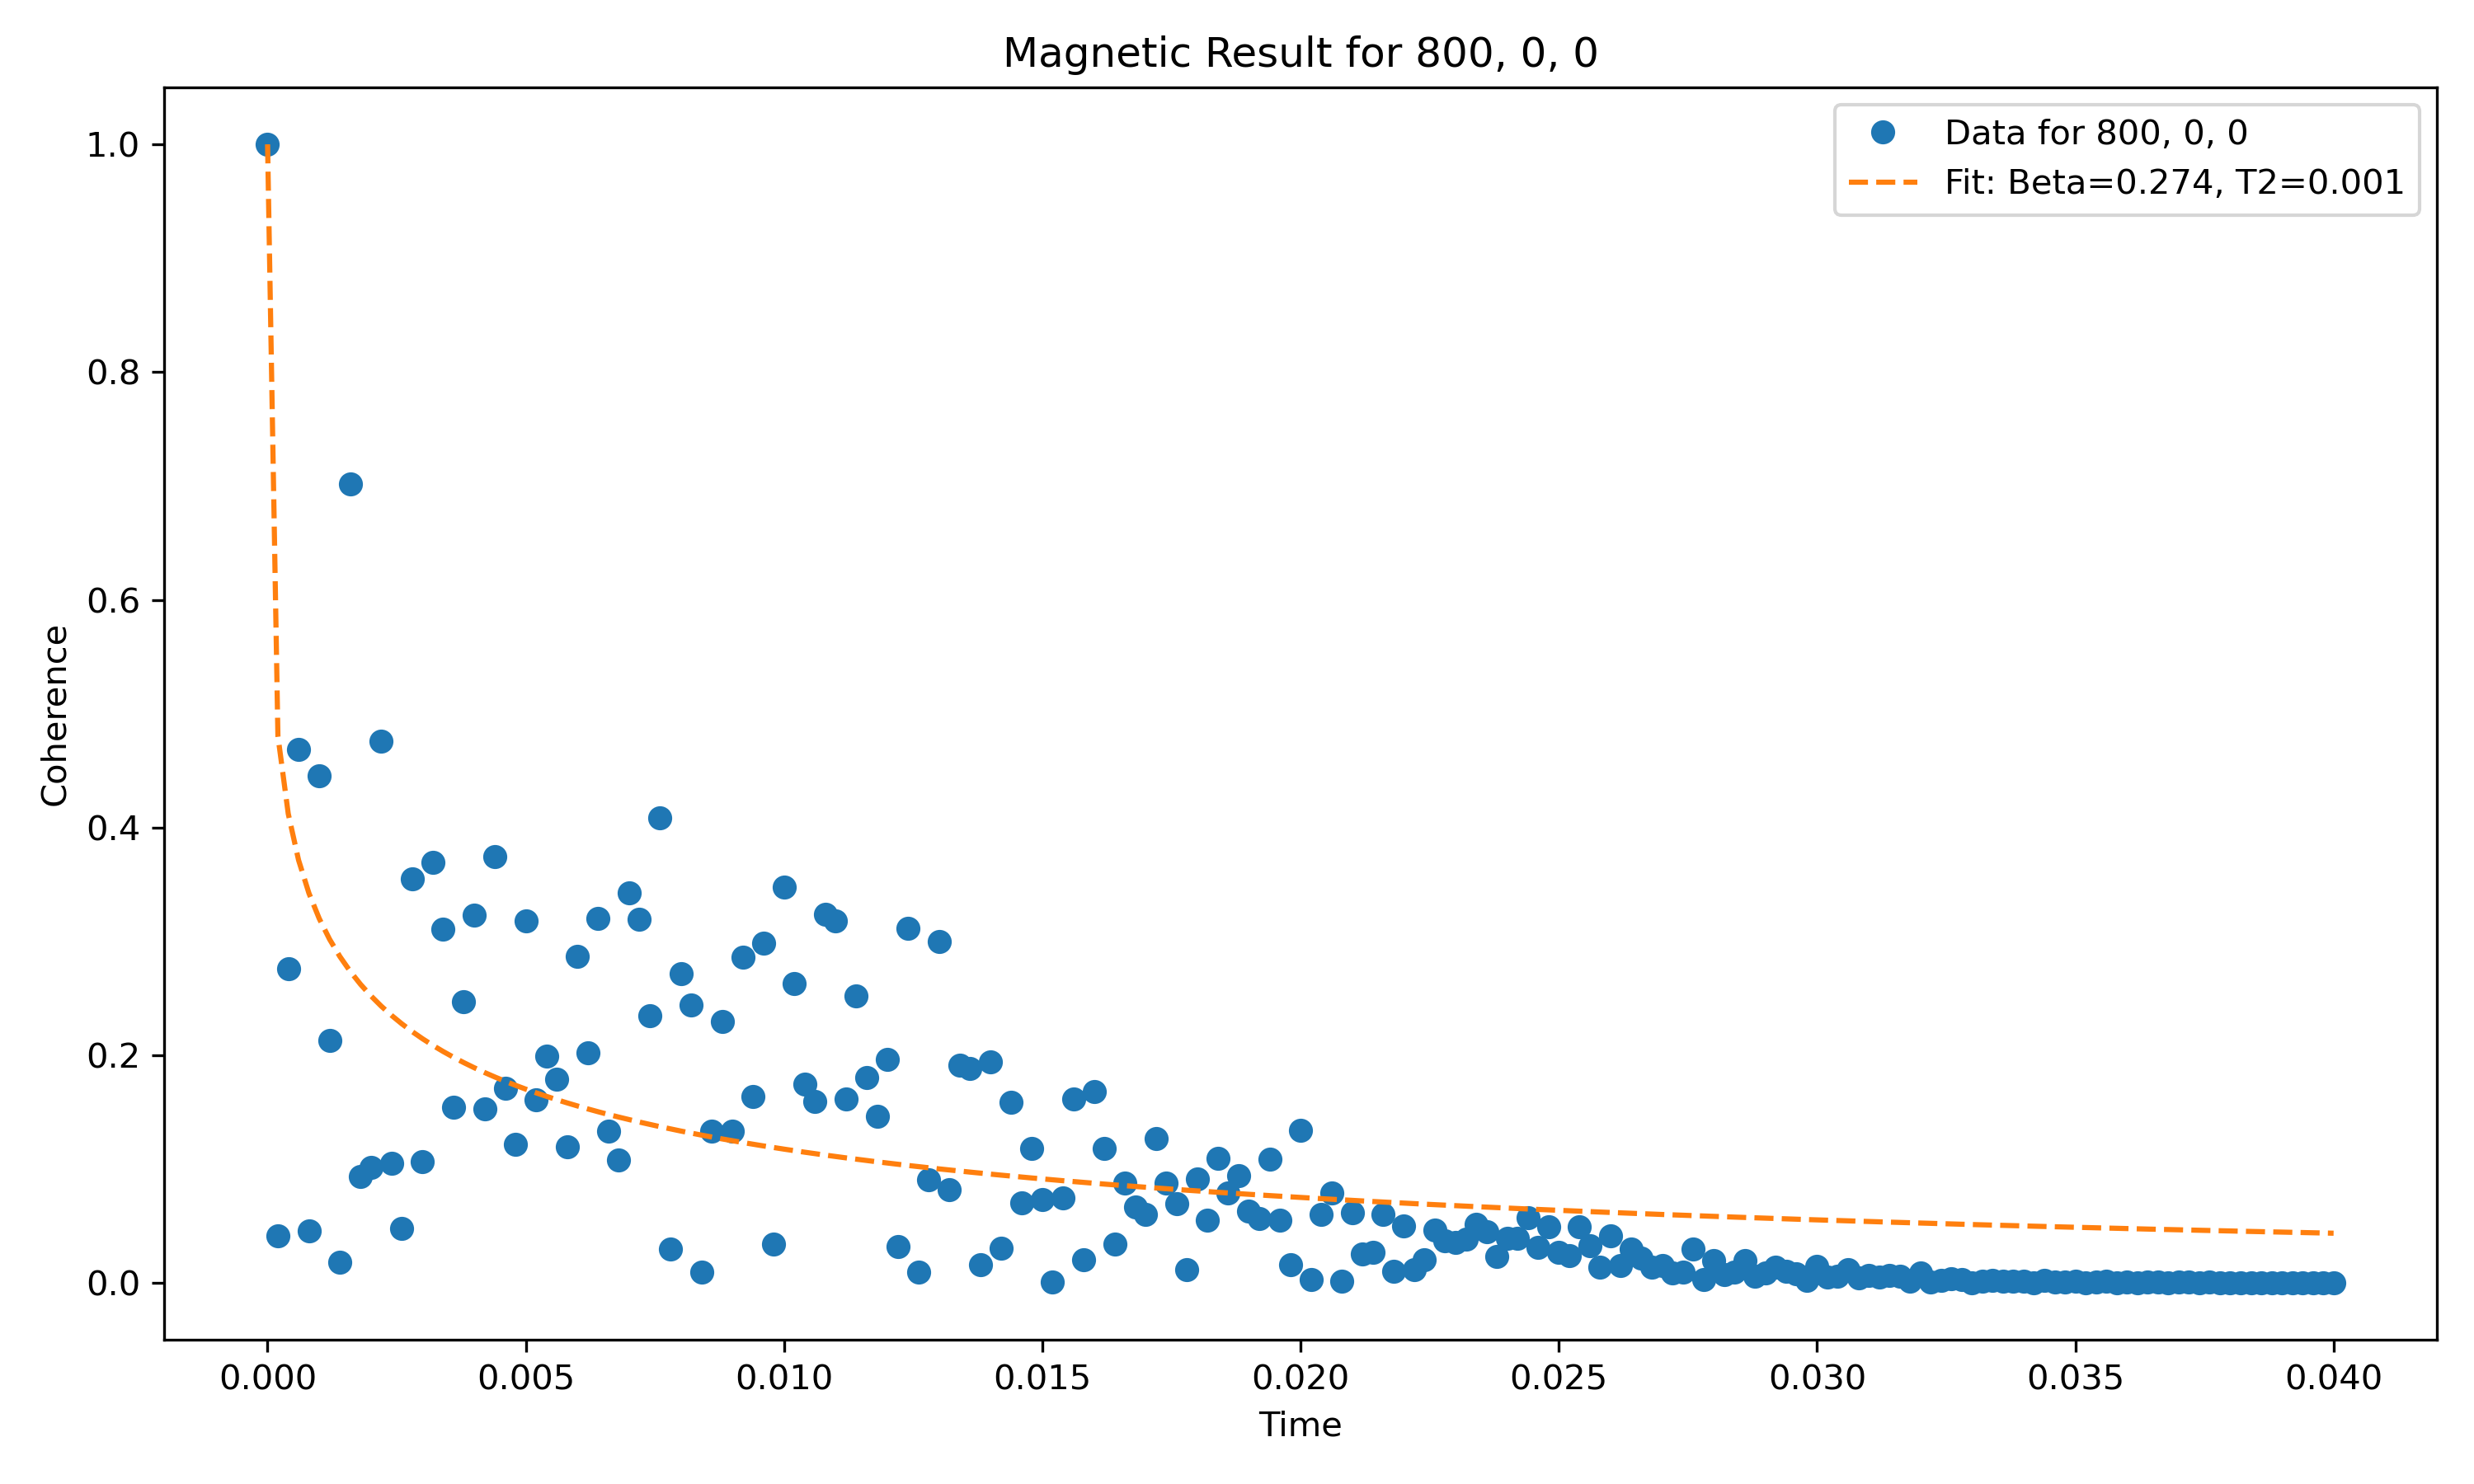 Magnetic Result for 800, 0, 0
Data for 800, 0, 0
Fit: Beta=0.274, T2=0.001
1.0
0.8
0.6
0.4
0.2
0.0
Coherence
0.000 0.005 0.010 0.015 0.020 0.025 0.030 0.035 0.040
Time